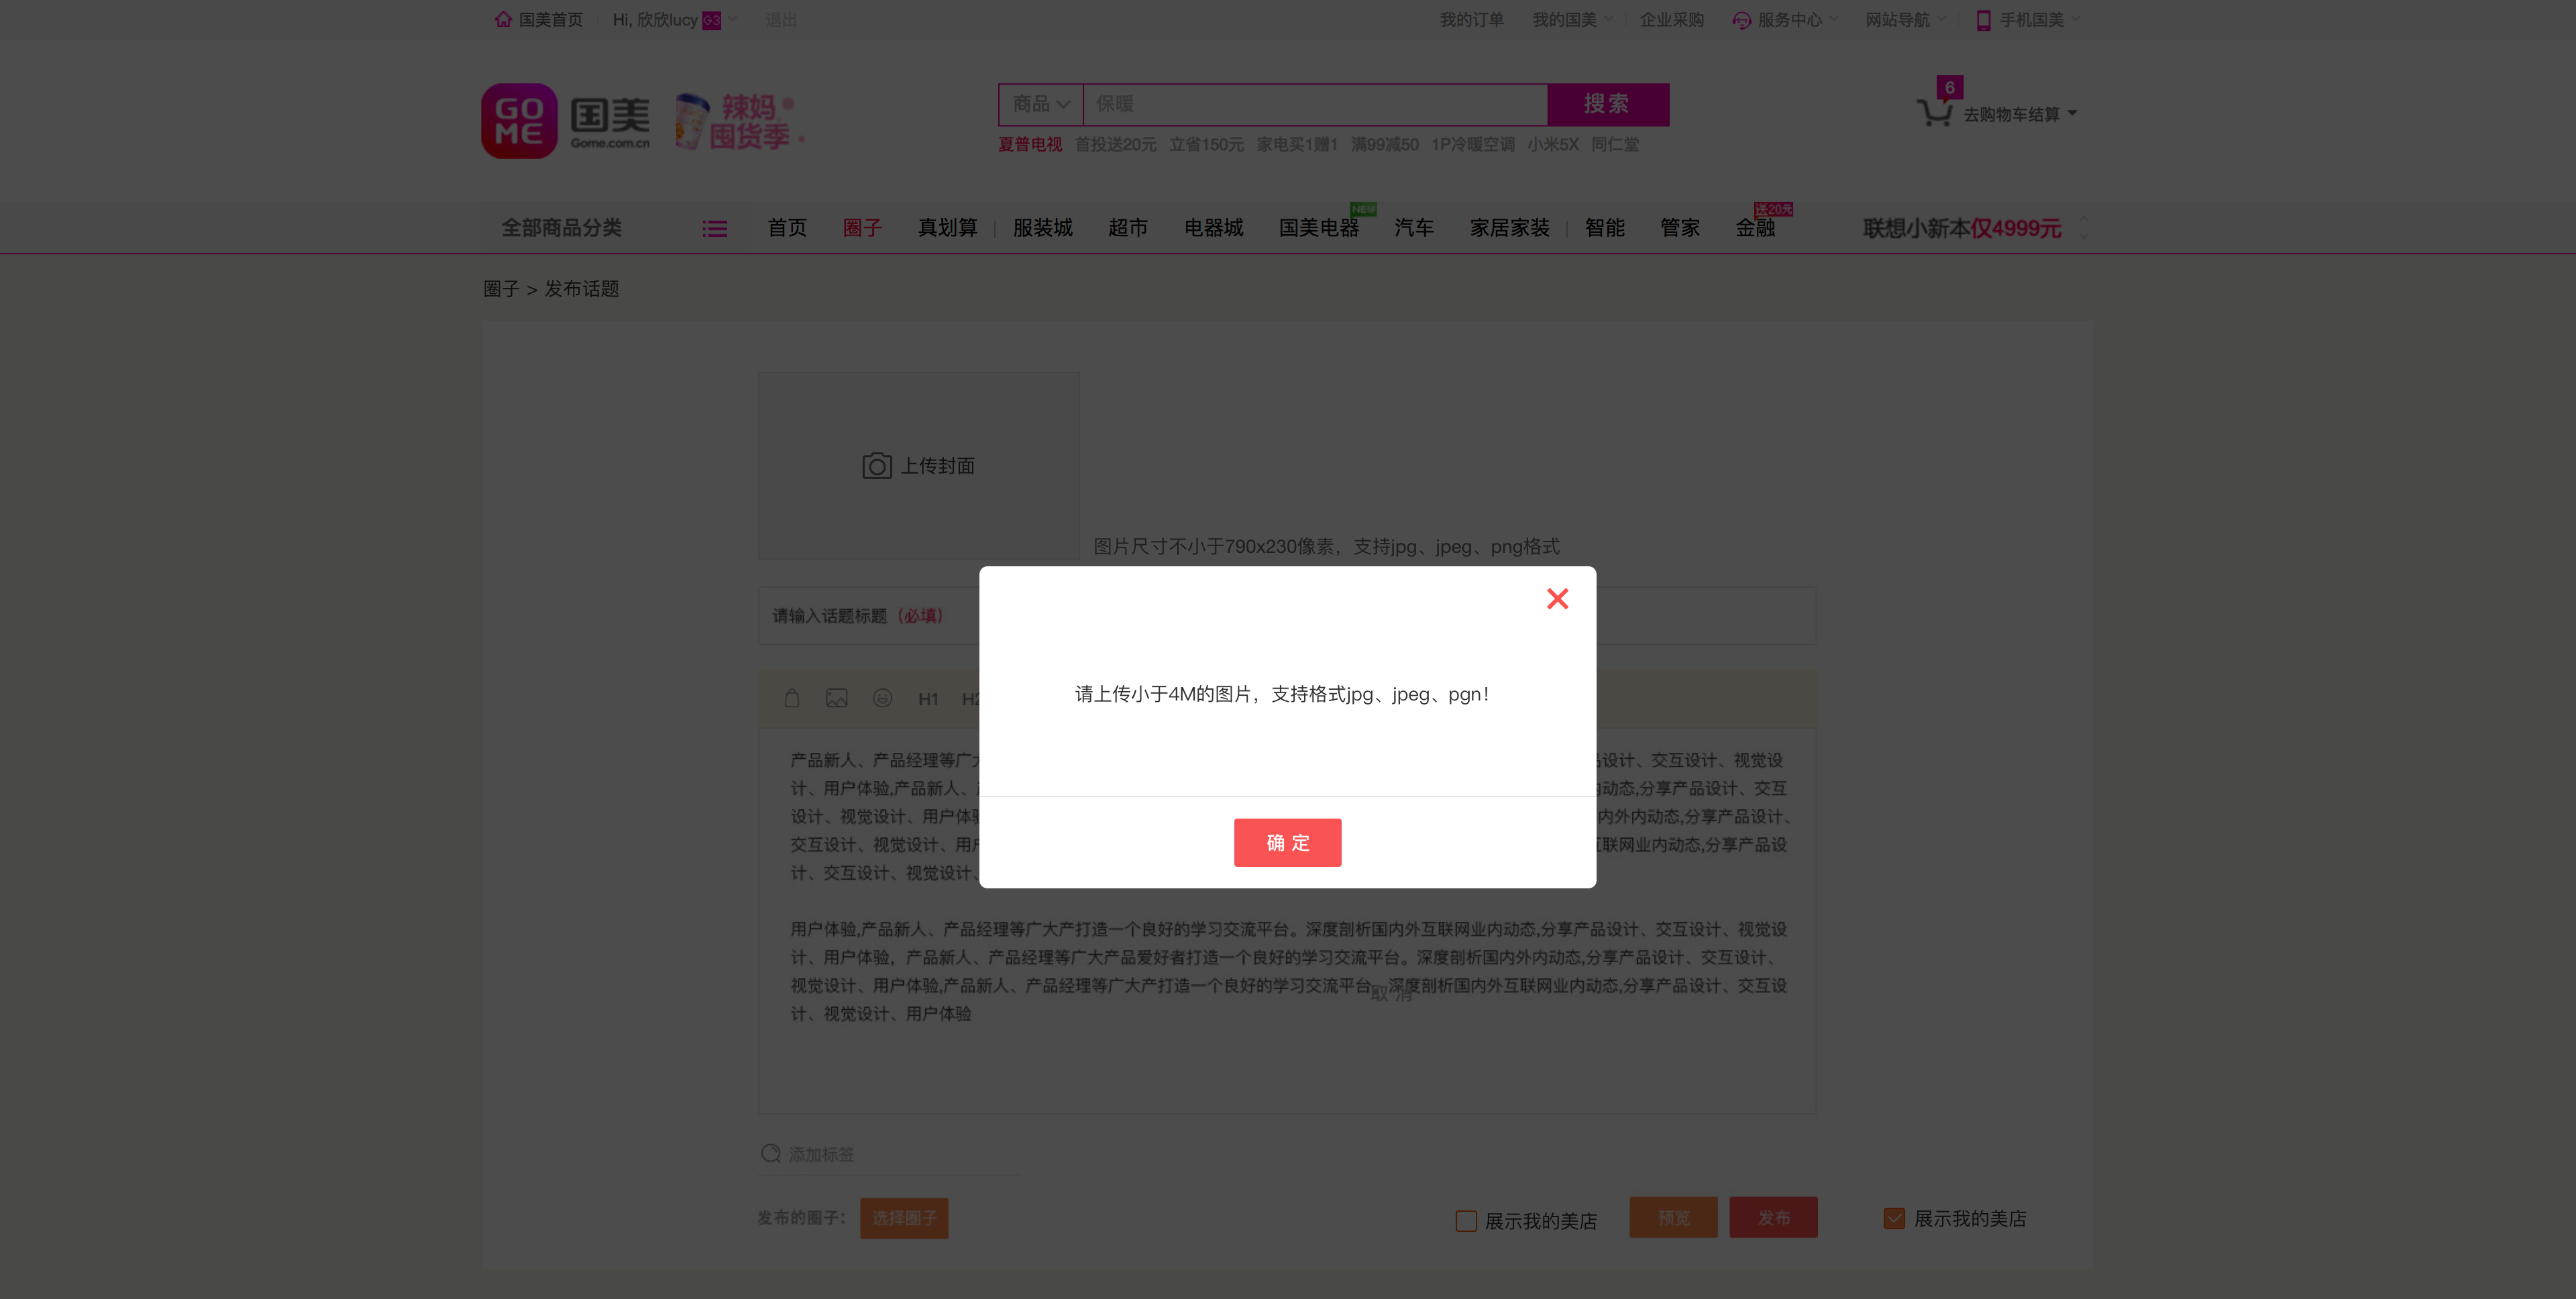 国美首页 Hi, 欣欣lucy G3 退出 我的订单 我的国美 企业采购 服务中心 网站导航 手机国美
GO
ME
国美
Gome.com.cn
辣妈
囤货季
商品 保暖 搜索
6
去购物车结算
夏普电视 首投送20元 立省150元 家电买1赠1 满99减50 1P冷暖空调 小米5X 同仁堂
NEW 送20元
全部商品分类 首页 圈子 真划算 服装城 超市 电器城 国美电器 汽车 家居家装 智能 管家 金融 联想小新本仅4999元
圈子 > 发布话题
上传封面
图片尺寸不小于790x230像素，支持jpg、jpeg、png格式
请输入话题标题（必填）
请上传小于4M的图片，支持格式jpg、jpeg、pgn！
确 定
H1
产品新人、产品经理等广 设计、交互设计、视觉设
计、用户体验,产品新人、 动态,分享产品设计、交互
设计、视觉设计、用户体 内外内动态,分享产品设计、
交互设计、视觉设计、用 联网业内动态,分享产品设
计、交互设计、视觉设计、
用户体验,产品新人、产品经理等广大产打造一个良好的学习交流平台。深度剖析国内外互联网业内动态,分享产品设计、交互设计、视觉设
计、用户体验，产品新人、产品经理等广大产品爱好者打造一个良好的学习交流平台。深度剖析国内外内动态,分享产品设计、交互设计、
视觉设计、用户体验,产品新人、产品经理等广大产打造一个良好的学习交流平台。深度剖析国内外互联网业内动态,分享产品设计、交互设
取 消
计、视觉设计、用户体验
添加标签
发布的圈子： 选择圈子 展示我的美店 预览 发布 展示我的美店